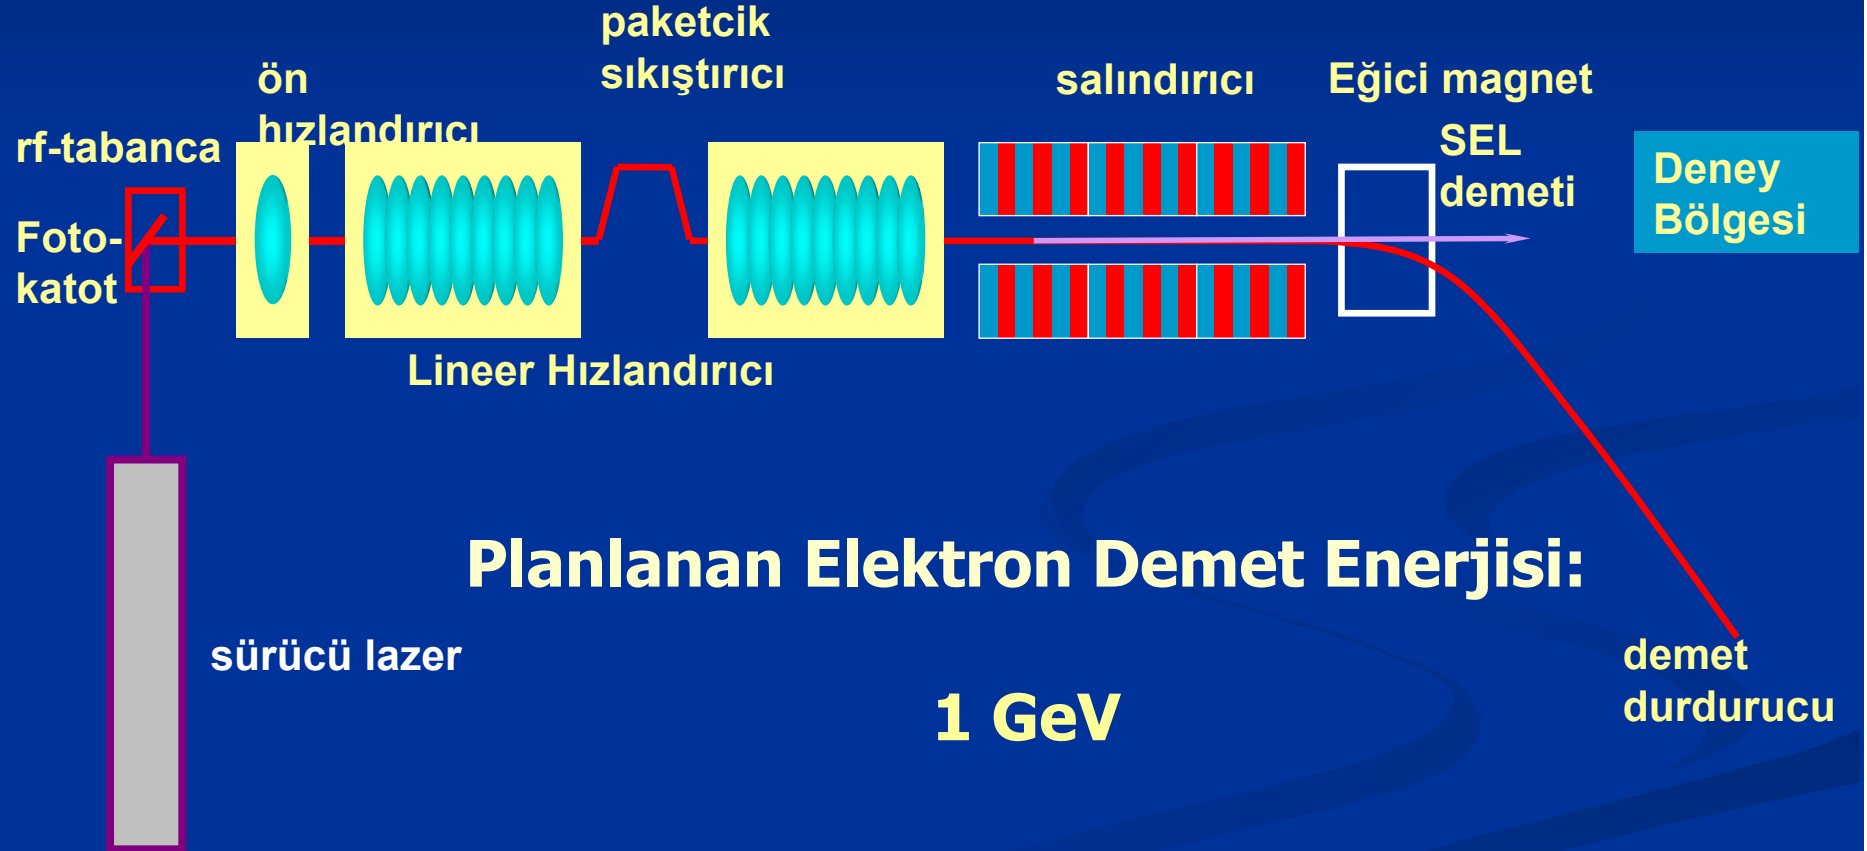 paketcik
sıkıştırıcı
ön
hızlandırıcı
salındırıcı
Eğici magnet
rf-tabanca
SEL
demeti
Deney
Bölgesi
Foto-
katot
Lineer Hızlandırıcı
Planlanan Elektron Demet Enerjisi:
1 GeV
sürücü lazer
demet
durdurucu